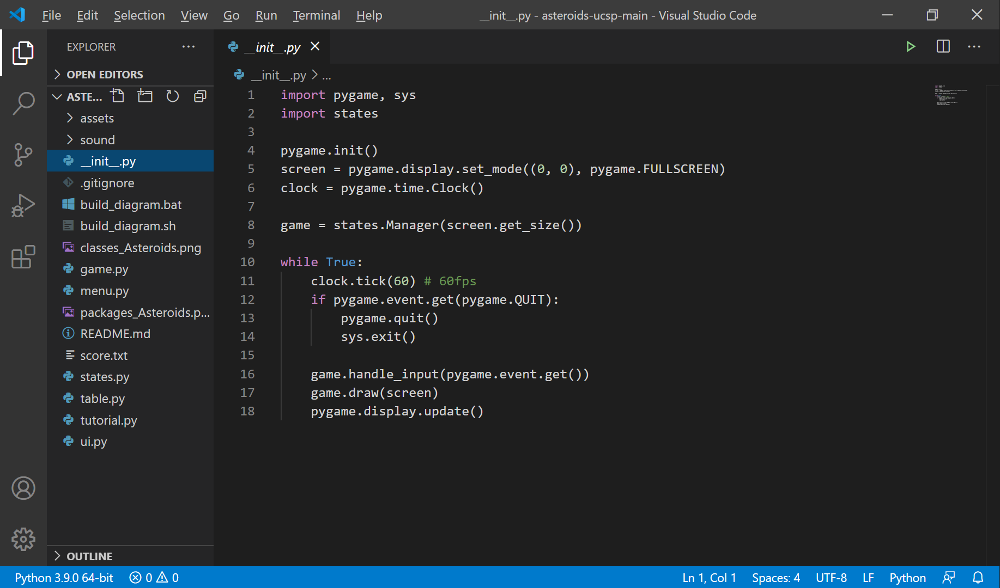 File Edit Selection View Go Run Terminal Help __init__.py - asteroids-ucsp-main - Visual Studio Code
EXPLORER
OPEN EDITORS
ASTE...
assets
sound
__init__.py
.gitignore
build_diagram.bat
build_diagram.sh
classes_Asteroids.png
game.py
menu.py
packages_Asteroids.p...
README.md
score.txt
states.py
table.py
tutorial.py
ui.py
OUTLINE
__init__.py
__init__.py > ...
1 import pygame, sys
2 import states
3
4 pygame.init()
5 screen = pygame.display.set_mode((0, 0), pygame.FULLSCREEN)
6 clock = pygame.time.Clock()
7
8 game = states.Manager(screen.get_size())
9
10 while True:
11     clock.tick(60) # 60fps
12     if pygame.event.get(pygame.QUIT):
13         pygame.quit()
14         sys.exit()
15
16     game.handle_input(pygame.event.get())
17     game.draw(screen)
18     pygame.display.update()
Python 3.9.0 64-bit 0 0 Ln 1, Col 1 Spaces: 4 UTF-8 LF Python